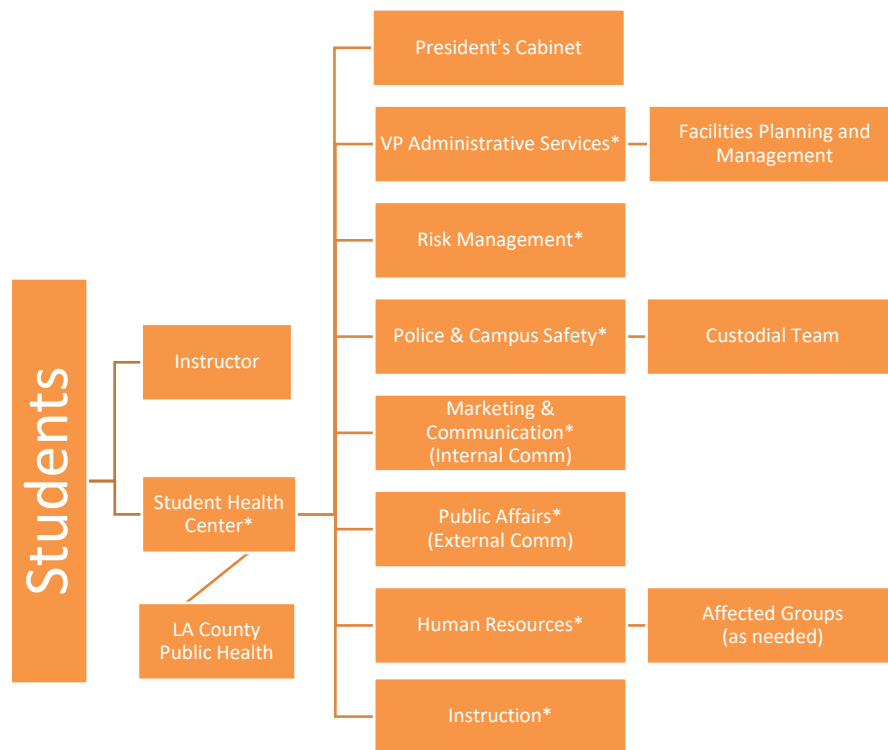 Students
Instructor
Student Health
Center*
LA County
Public Health
President's Cabinet
VP Administrative Services*
Facilities Planning and
Management
Risk Management*
Police & Campus Safety*
Custodial Team
Marketing &
Communication*
(Internal Comm)
Public Affairs*
(External Comm)
Human Resources*
Affected Groups
(as needed)
Instruction*